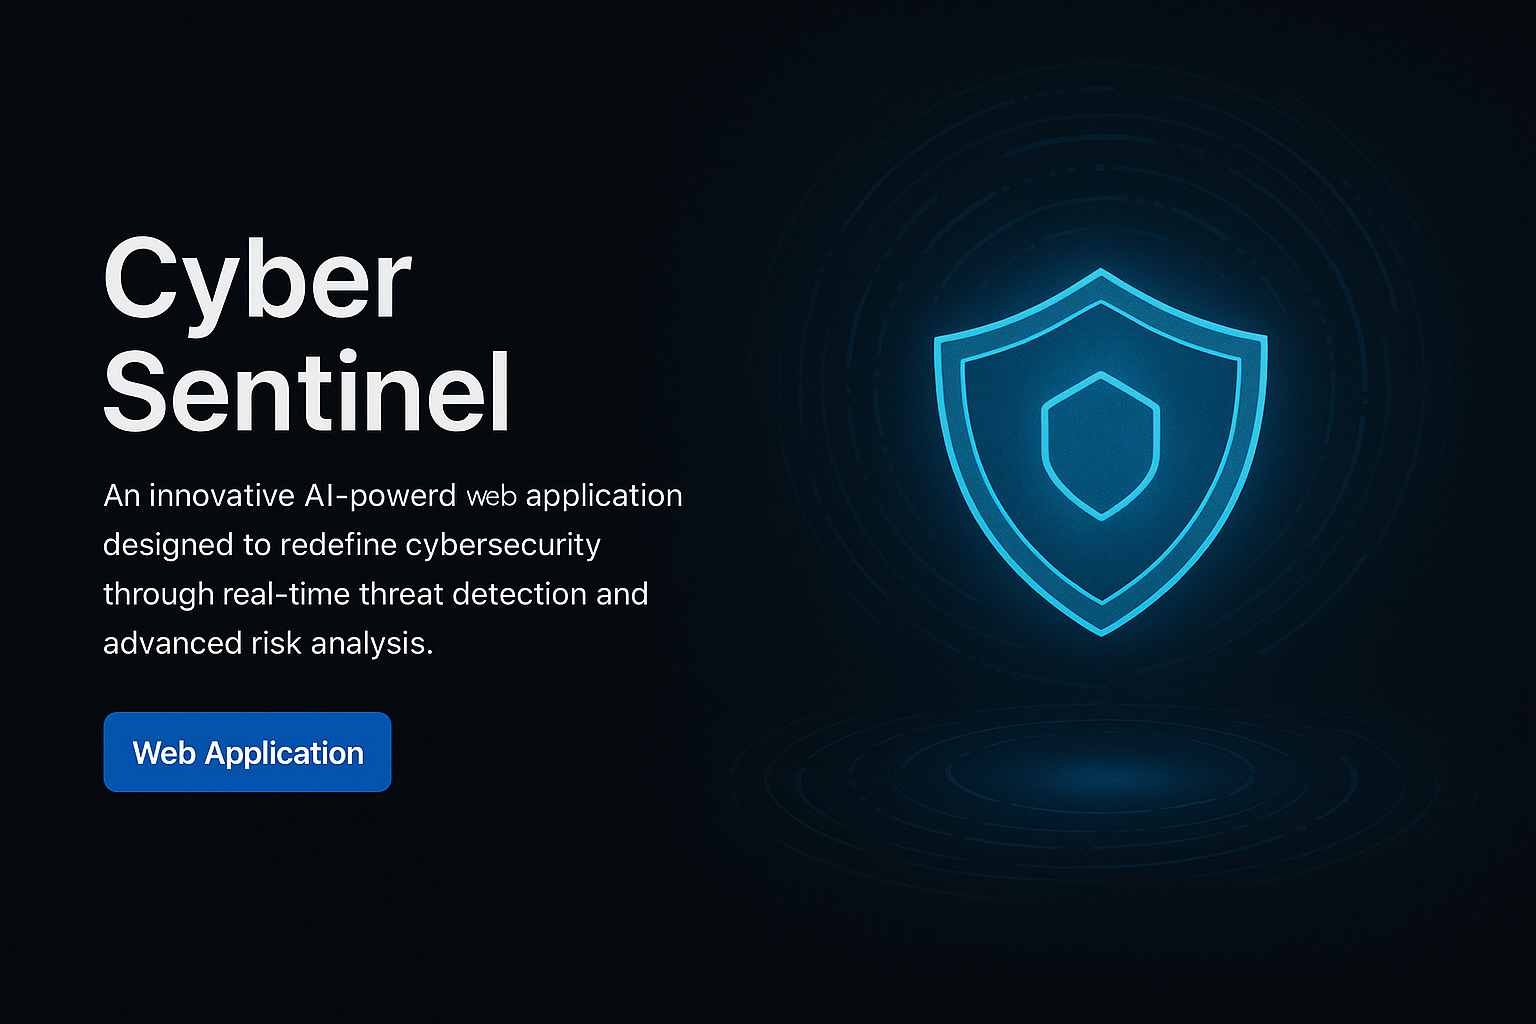 Cyber
Sentinel
An innovative AI-powerd web application
designed to redefine cybersecurity
through real-time threat detection and
advanced risk analysis.
Web Application